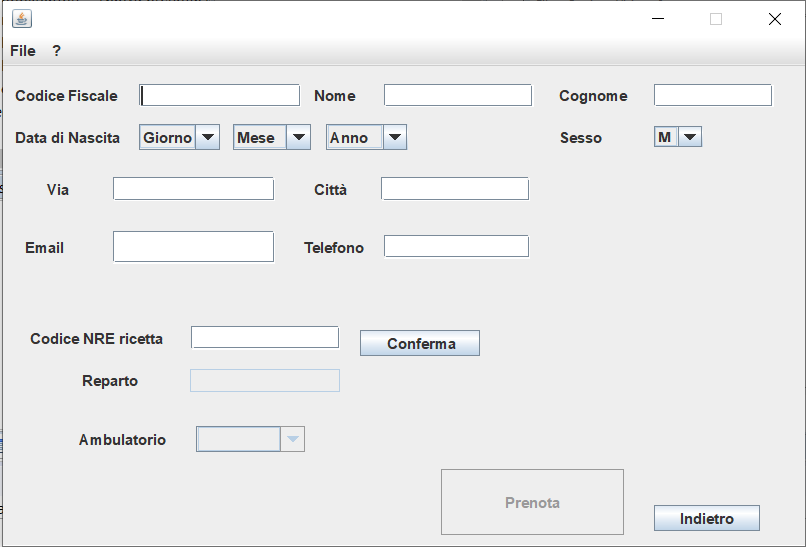 File ?
Codice Fiscale Nome Cognome
Data di Nascita Giorno Mese Anno Sesso M
Via Città
Email Telefono
Codice NRE ricetta Conferma
Reparto
Ambulatorio
Prenota
Indietro